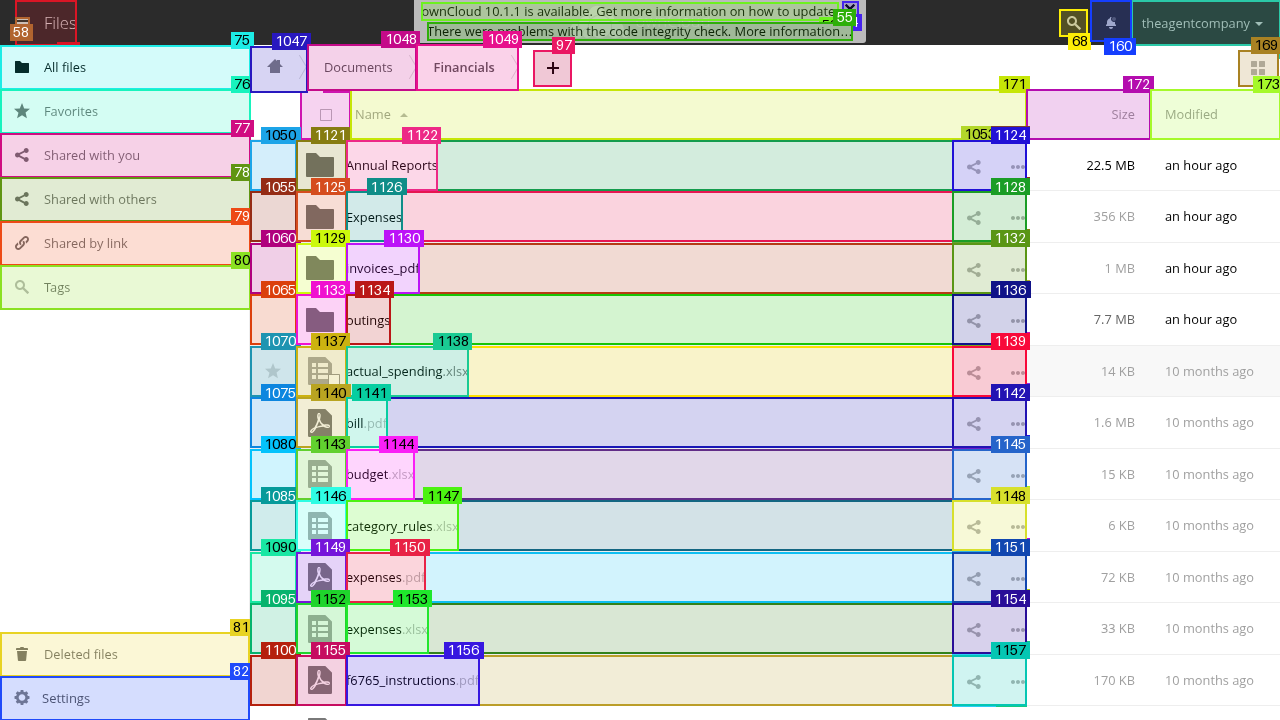 Files
58
ownCloud 10.1.1 is available. Get more information on how to update.
55
There were problems with the code integrity check. More information...
68
160
theagentcompany
75
All files
76
Favorites
77
Shared with you
78
Shared with others
79
Shared by link
80
Tags
81
Deleted files
82
Settings
1047
1048
Documents
1049
Financials
97
+
169
171
Name
172
Size
173
Modified
1050
1121
1122
Annual Reports
1053
1124
22.5 MB
an hour ago
1055
1125
1126
Expenses
1128
356 KB
an hour ago
1060
1129
1130
nvoices_pdf
1132
1 MB
an hour ago
1065
1133
1134
outings
1136
7.7 MB
an hour ago
1070
1137
1138
actual_spending.xlsx
1139
14 KB
10 months ago
1075
1140
1141
bill.pdf
1142
1.6 MB
10 months ago
1080
1143
1144
budget.xlsx
1145
15 KB
10 months ago
1085
1146
1147
category_rules.xlsx
1148
6 KB
10 months ago
1090
1149
1150
expenses.pdf
1151
72 KB
10 months ago
1095
1152
1153
expenses.xlsx
1154
33 KB
10 months ago
1100
1155
1156
f6765_instructions.pdf
1157
170 KB
10 months ago